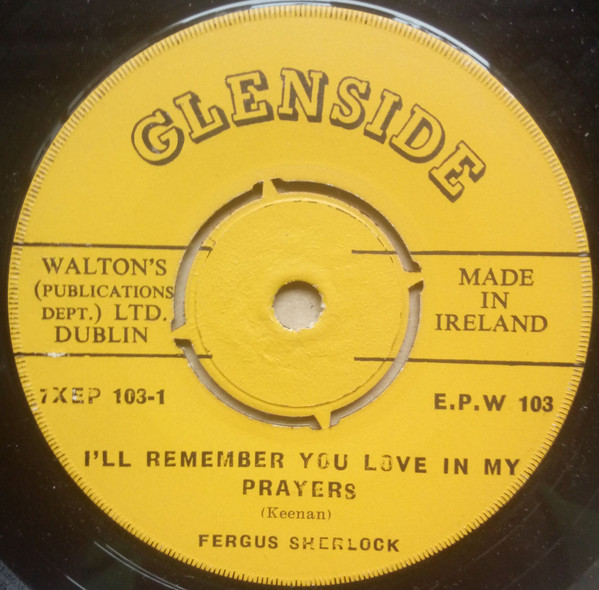 GLENSIDE
WALTON'S
(PUBLICATIONS
DEPT.) LTD.
DUBLIN
MADE
IN
IRELAND
7XEP 103-1
E.P.W 103
I'LL REMEMBER YOU LOVE IN MY
PRAYERS
(Keenan)
FERGUS SHERLOCK